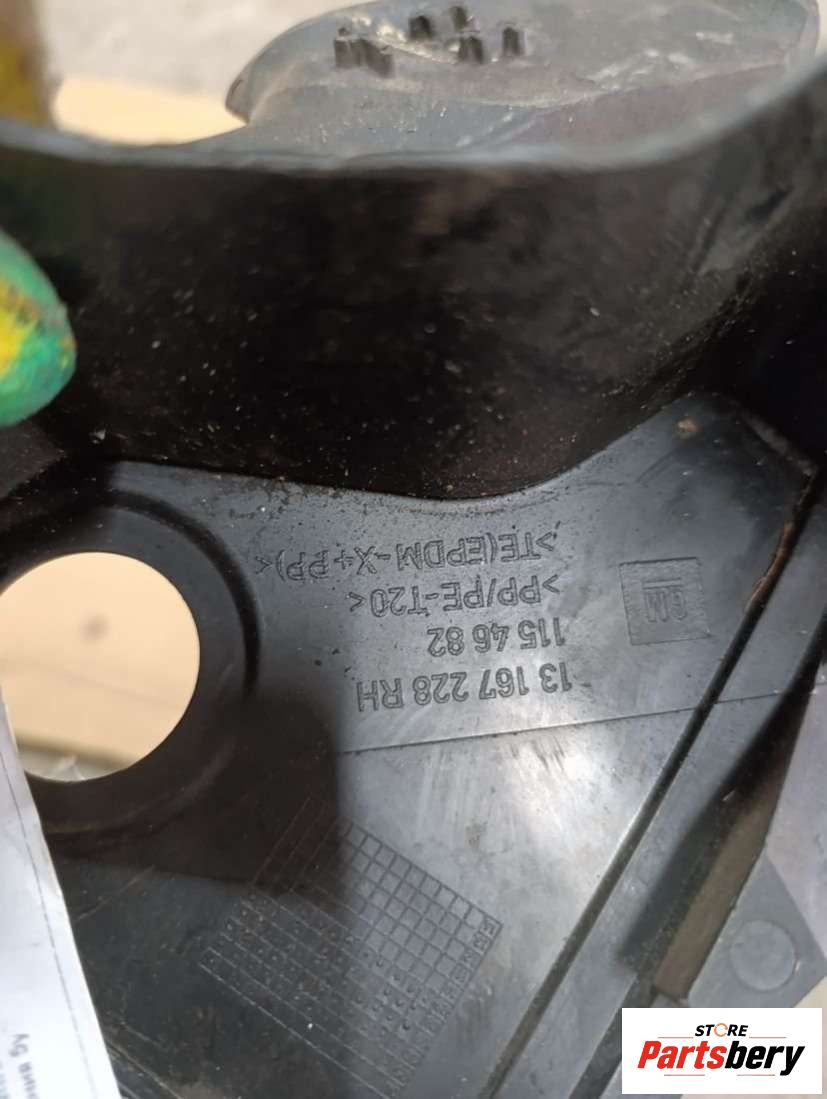 13 167 228 RH
115 46 82
>PP/PE-T20<
>TE(EPDM-X+PP)<
GM
STORE
Partsbery